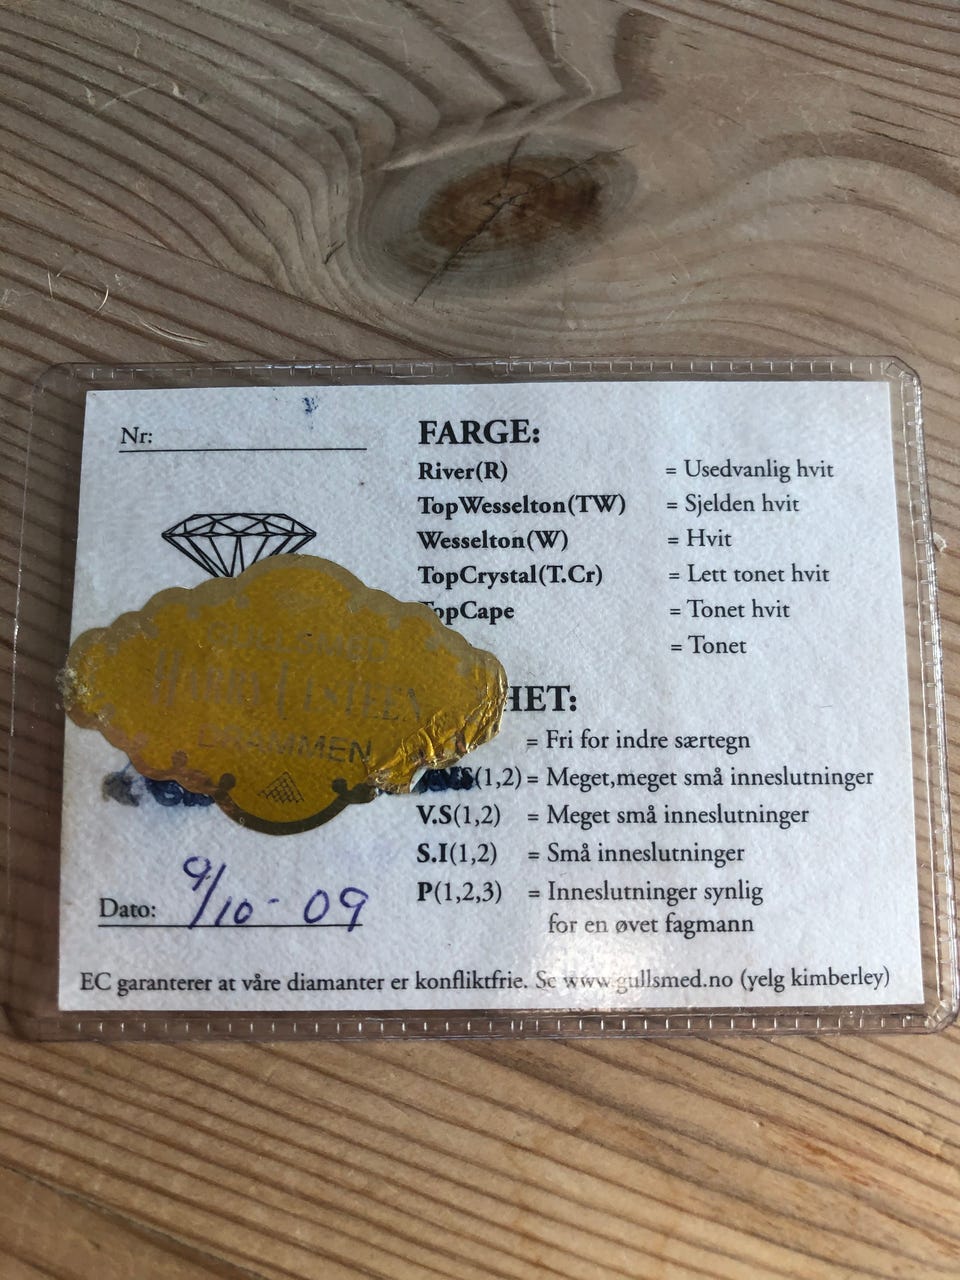 Nr:
FARGE:
River(R) = Usedvanlig hvit
TopWesselton(TW) = Sjelden hvit
Wesselton(W) = Hvit
TopCrystal(T.Cr) = Lett tonet hvit
TopCape = Tonet hvit
= Tonet
GULLSMED
HARRY
DRAMMEN
HET:
= Fri for indre særtegn
(1,2) = Meget,meget små inneslutninger
V.S(1,2) = Meget små inneslutninger
S.I(1,2) = Små inneslutninger
P(1,2,3) = Inneslutninger synlig
for en øvet fagmann
Dato: 9/10-09
EC garanterer at våre diamanter er konfliktfrie. Se www.gullsmed.no (yelg kimberley)